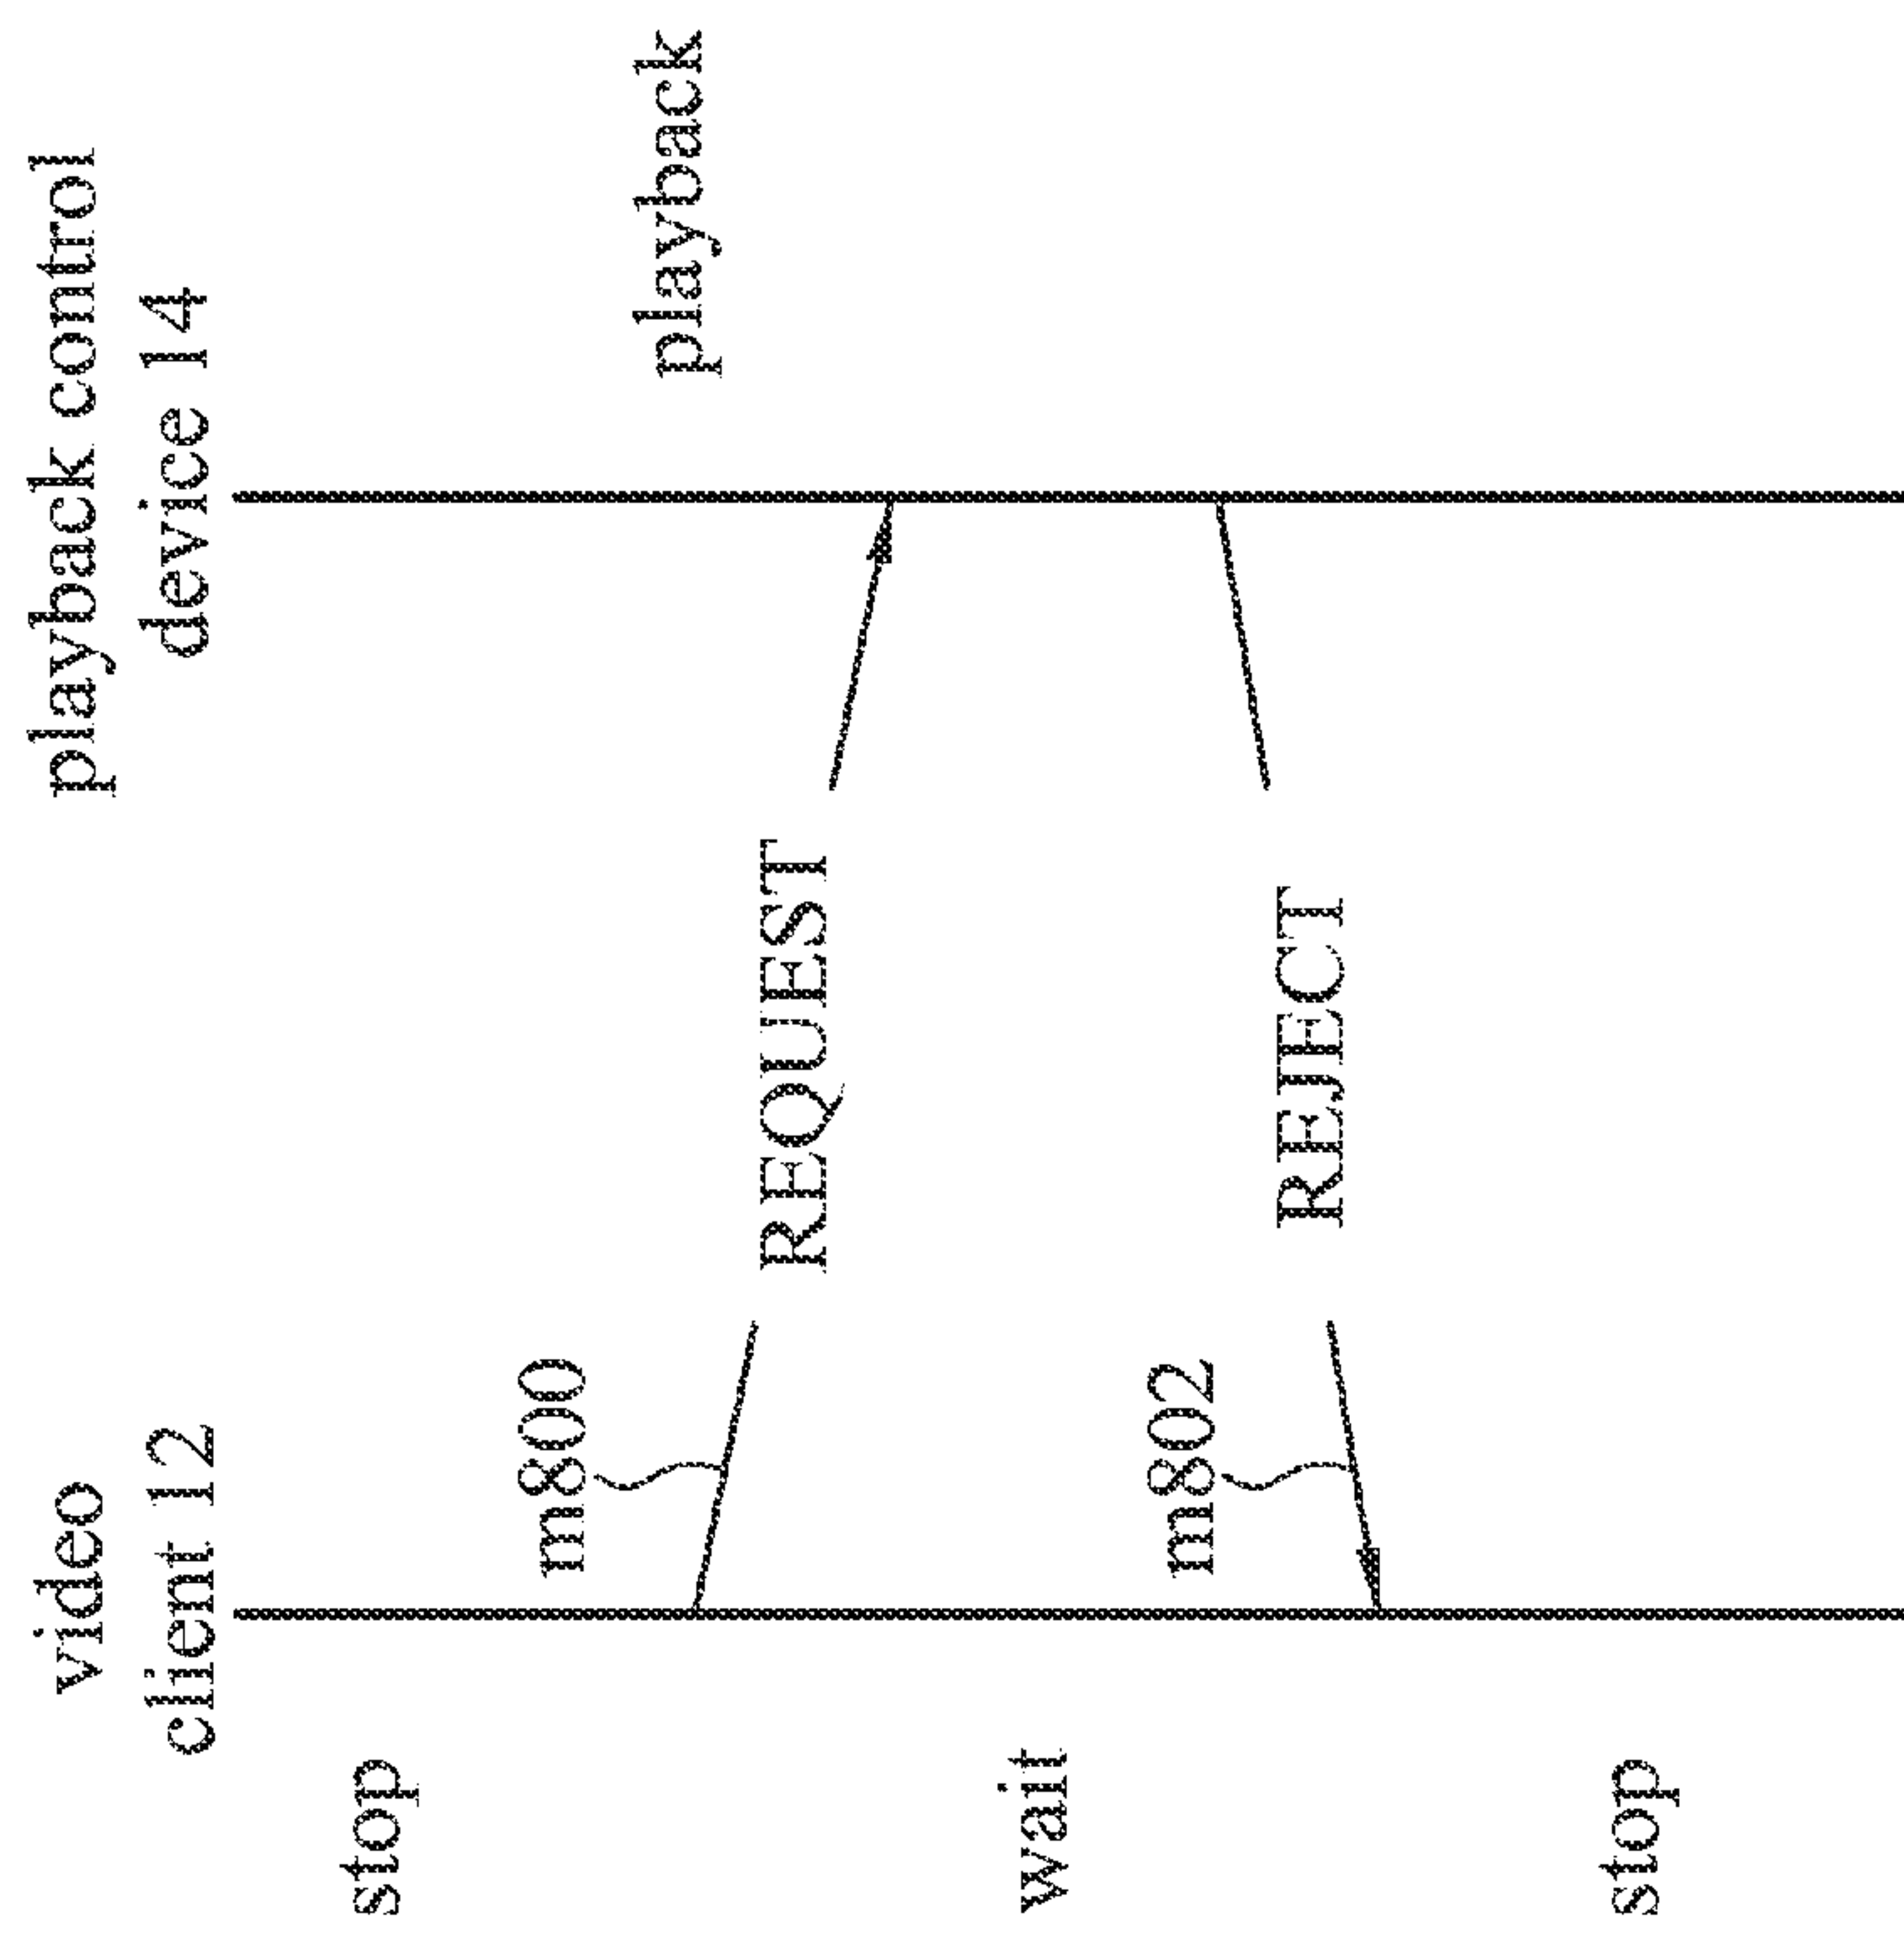 playback control
device 14
playback
video
client 12
m800
REQUEST
m802
REJECT
stop
wait
stop